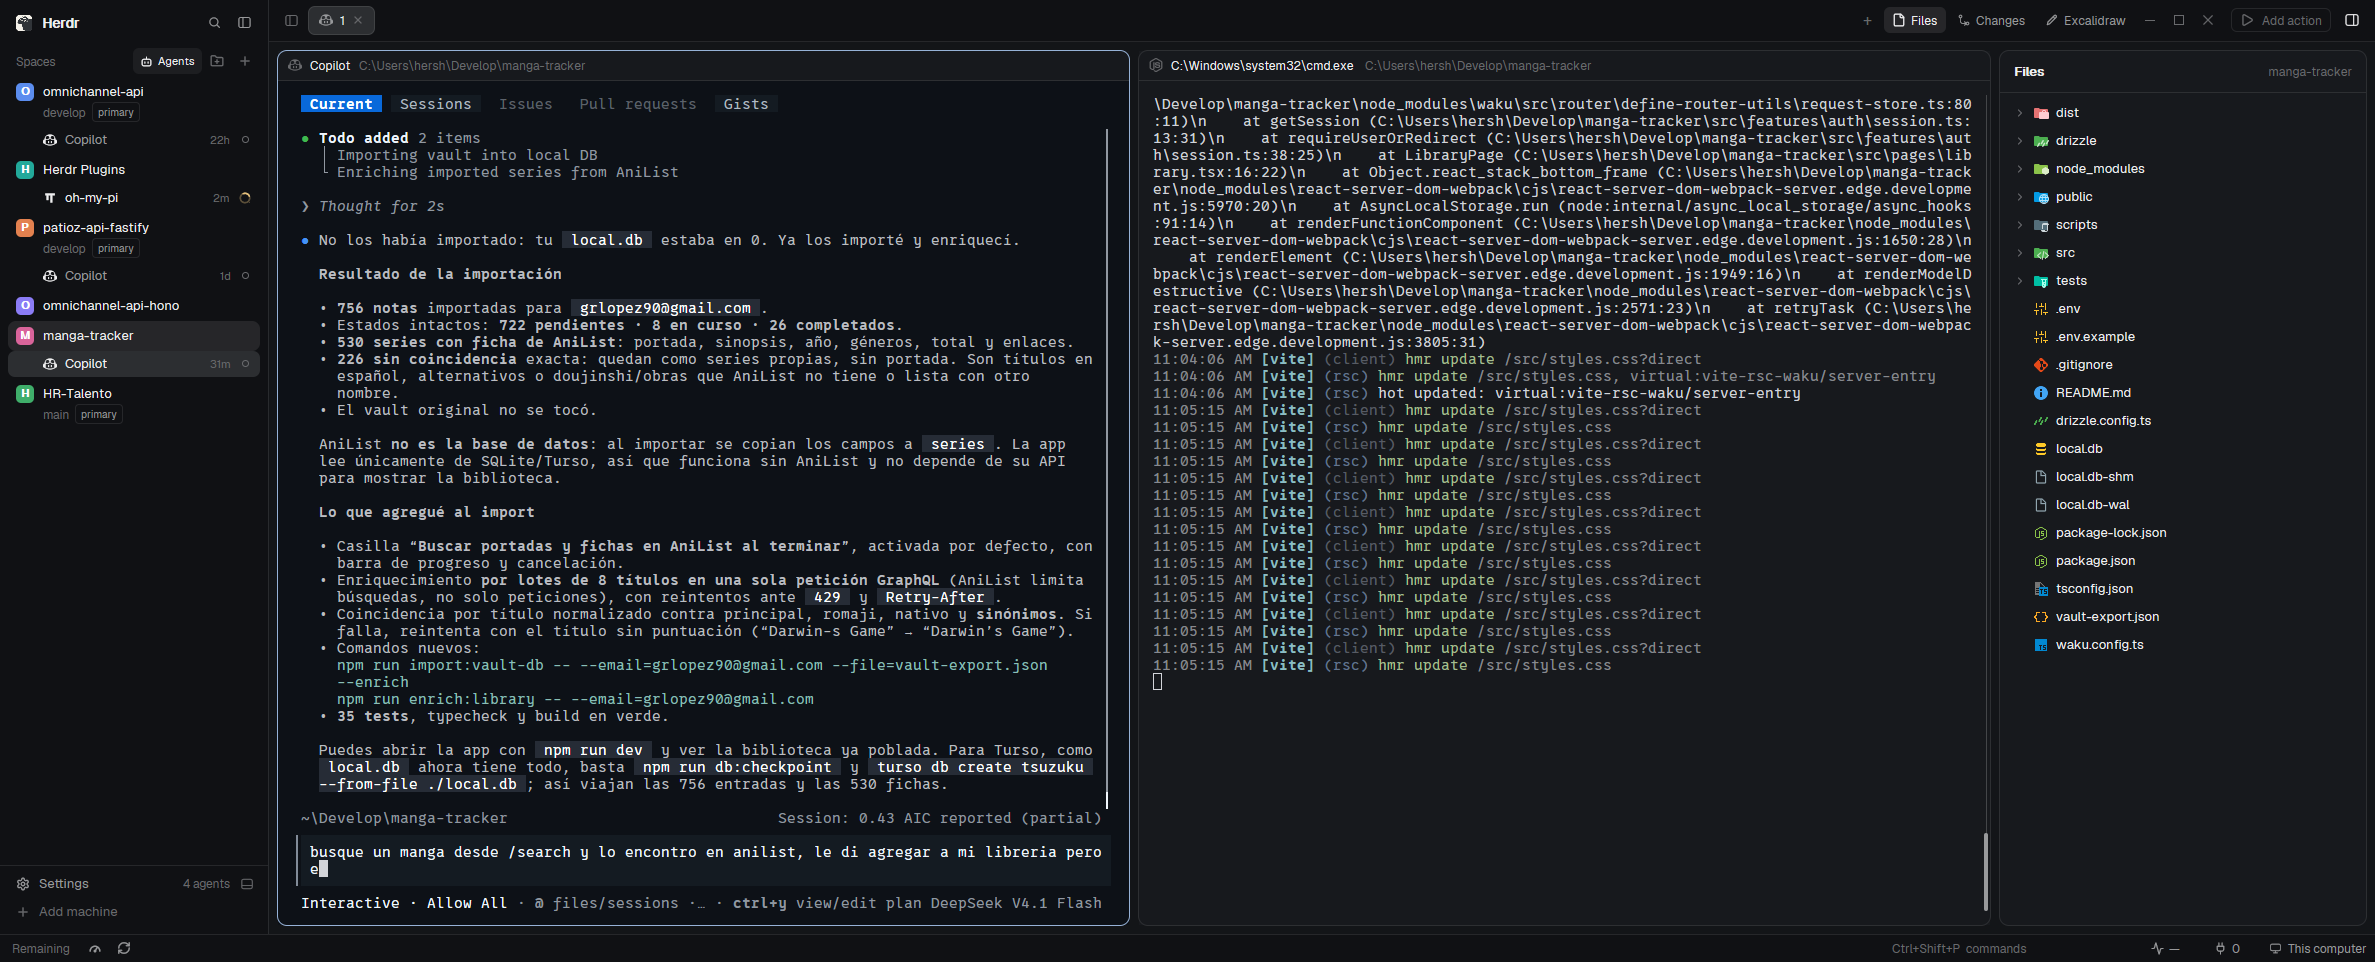 Herdr
Spaces
Agents
omnichannel-api
develop primary
Copilot 22h
Herdr Plugins
oh-my-pi 2m
patioz-api-fastify
develop primary
Copilot 1d
omnichannel-api-hono
manga-tracker
Copilot 31m
HR-Talento
main primary
Settings 4 agents
Add machine
Remaining
1
Files Changes Excalidraw Add action
Copilot C:\Users\hersh\Develop\manga-tracker
Current Sessions Issues Pull requests Gists
Todo added 2 items
Importing vault into local DB
Enriching imported series from AniList
Thought for 2s
No los había importado: tu local.db estaba en 0. Ya los importé y enriquecí.
Resultado de la importación
• 756 notas importadas para grlopez90@gmail.com .
• Estados intactos: 722 pendientes · 8 en curso · 26 completados.
• 530 series con ficha de AniList: portada, sinopsis, año, géneros, total y enlaces.
• 226 sin coincidencia exacta: quedan como series propias, sin portada. Son títulos en
español, alternativos o doujinshi/obras que AniList no tiene o lista con otro
nombre.
• El vault original no se tocó.
AniList no es la base de datos: al importar se copian los campos a series . La app
lee únicamente de SQLite/Turso, así que funciona sin AniList y no depende de su API
para mostrar la biblioteca.
Lo que agregué al import
• Casilla “Buscar portadas y fichas en AniList al terminar”, activada por defecto, con
barra de progreso y cancelación.
• Enriquecimiento por lotes de 8 títulos en una sola petición GraphQL (AniList limita
búsquedas, no solo peticiones), con reintentos ante 429 y Retry-After .
• Coincidencia por título normalizado contra principal, romaji, nativo y sinónimos. Si
falla, reintenta con el título sin puntuación (“Darwin-s Game” → “Darwin's Game”).
• Comandos nuevos:
npm run import:vault-db -- --email=grlopez90@gmail.com --file=vault-export.json
--enrich
npm run enrich:library -- --email=grlopez90@gmail.com
• 35 tests, typecheck y build en verde.
Puedes abrir la app con npm run dev y ver la biblioteca ya poblada. Para Turso, como
local.db ahora tiene todo, basta npm run db:checkpoint y turso db create tsuzuku
--from-file ./local.db ; así viajan las 756 entradas y las 530 fichas.
~\Develop\manga-tracker Session: 0.43 AIC reported (partial)
busque un manga desde /search y lo encontro en anilist, le di agregar a mi libreria pero
e
Interactive · Allow All · @ files/sessions ·… · ctrl+y view/edit plan DeepSeek V4.1 Flash
C:\Windows\system32\cmd.exe C:\Users\hersh\Develop\manga-tracker
\Develop\manga-tracker\node_modules\waku\src\router\define-router-utils\request-store.ts:80
:11)\n    at getSession (C:\Users\hersh\Develop\manga-tracker\src\features\auth\session.ts:
13:31)\n    at requireUserOrRedirect (C:\Users\hersh\Develop\manga-tracker\src\features\aut
h\session.ts:38:25)\n    at LibraryPage (C:\Users\hersh\Develop\manga-tracker\src\pages\lib
rary.tsx:16:22)\n    at Object.react_stack_bottom_frame (C:\Users\hersh\Develop\manga-track
er\node_modules\react-server-dom-webpack\cjs\react-server-dom-webpack-server.edge.developme
nt.js:5970:20)\n    at AsyncLocalStorage.run (node:internal/async_local_storage/async_hooks
:91:14)\n    at renderFunctionComponent (C:\Users\hersh\Develop\manga-tracker\node_modules\
react-server-dom-webpack\cjs\react-server-dom-webpack-server.edge.development.js:1650:28)\n
    at renderElement (C:\Users\hersh\Develop\manga-tracker\node_modules\react-server-dom-we
bpack\cjs\react-server-dom-webpack-server.edge.development.js:1949:16)\n    at renderModelD
estructive (C:\Users\hersh\Develop\manga-tracker\node_modules\react-server-dom-webpack\cjs\
react-server-dom-webpack-server.edge.development.js:2571:23)\n    at retryTask (C:\Users\he
rsh\Develop\manga-tracker\node_modules\react-server-dom-webpack\cjs\react-server-dom-webpac
k-server.edge.development.js:3805:31)
11:04:06 AM [vite] (client) hmr update /src/styles.css?direct
11:04:06 AM [vite] (rsc) hmr update /src/styles.css, virtual:vite-rsc-waku/server-entry
11:04:06 AM [vite] (rsc) hot updated: virtual:vite-rsc-waku/server-entry
11:05:15 AM [vite] (client) hmr update /src/styles.css?direct
11:05:15 AM [vite] (rsc) hmr update /src/styles.css
11:05:15 AM [vite] (client) hmr update /src/styles.css?direct
11:05:15 AM [vite] (rsc) hmr update /src/styles.css
11:05:15 AM [vite] (client) hmr update /src/styles.css?direct
11:05:15 AM [vite] (rsc) hmr update /src/styles.css
11:05:15 AM [vite] (client) hmr update /src/styles.css?direct
11:05:15 AM [vite] (rsc) hmr update /src/styles.css
11:05:15 AM [vite] (client) hmr update /src/styles.css?direct
11:05:15 AM [vite] (rsc) hmr update /src/styles.css
11:05:15 AM [vite] (client) hmr update /src/styles.css?direct
11:05:15 AM [vite] (rsc) hmr update /src/styles.css
11:05:15 AM [vite] (client) hmr update /src/styles.css?direct
11:05:15 AM [vite] (rsc) hmr update /src/styles.css
11:05:15 AM [vite] (client) hmr update /src/styles.css?direct
11:05:15 AM [vite] (rsc) hmr update /src/styles.css
Files manga-tracker
dist
drizzle
node_modules
public
scripts
src
tests
.env
.env.example
.gitignore
README.md
drizzle.config.ts
local.db
local.db-shm
local.db-wal
package-lock.json
package.json
tsconfig.json
vault-export.json
waku.config.ts
Ctrl+Shift+P commands — 0 This computer